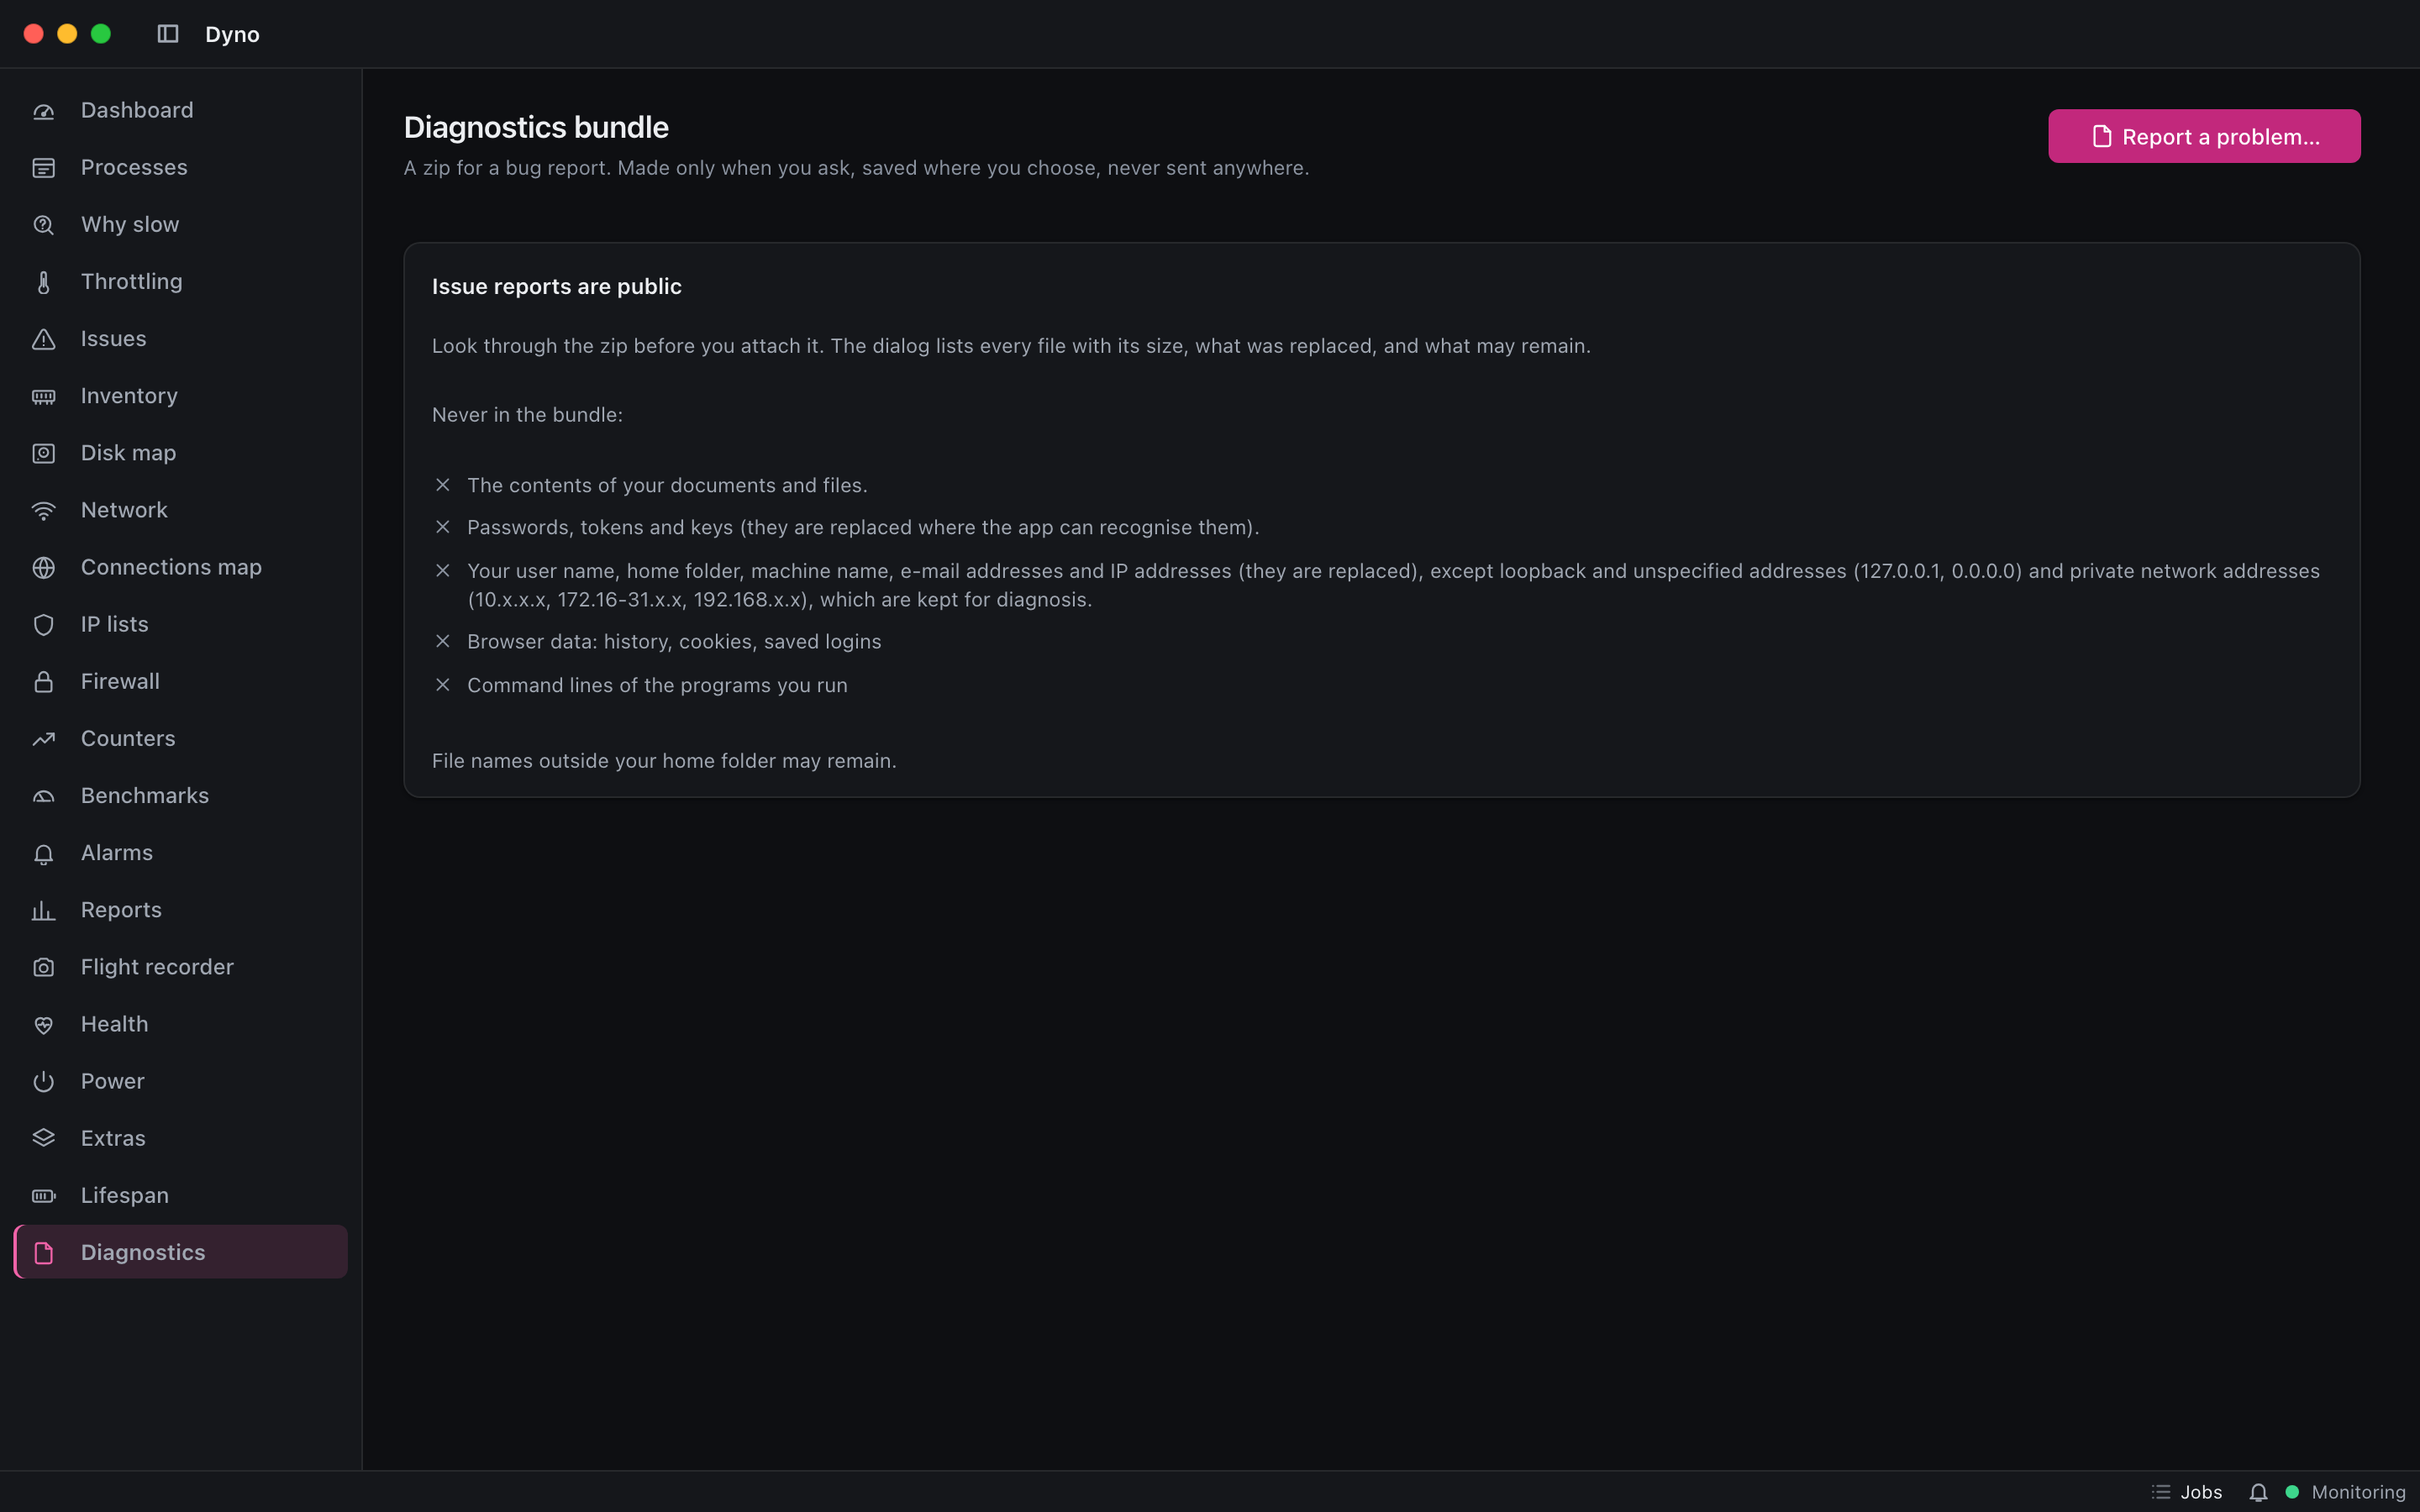 Dyno
Dashboard
Processes
Why slow
Throttling
Issues
Inventory
Disk map
Network
Connections map
IP lists
Firewall
Counters
Benchmarks
Alarms
Reports
Flight recorder
Health
Power
Extras
Lifespan
Diagnostics
Diagnostics bundle
A zip for a bug report. Made only when you ask, saved where you choose, never sent anywhere.
Report a problem...
Issue reports are public
Look through the zip before you attach it. The dialog lists every file with its size, what was replaced, and what may remain.
Never in the bundle:
The contents of your documents and files.
Passwords, tokens and keys (they are replaced where the app can recognise them).
Your user name, home folder, machine name, e-mail addresses and IP addresses (they are replaced), except loopback and unspecified addresses (127.0.0.1, 0.0.0.0) and private network addresses
(10.x.x.x, 172.16-31.x.x, 192.168.x.x), which are kept for diagnosis.
Browser data: history, cookies, saved logins
Command lines of the programs you run
File names outside your home folder may remain.
Jobs
Monitoring